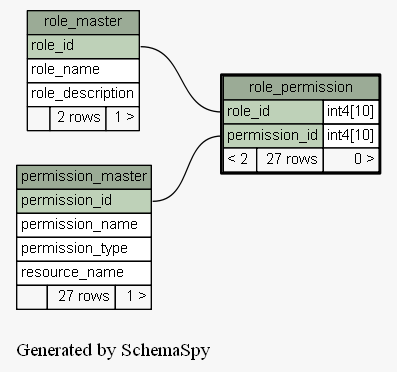 role_master
role_id
role_name
role_description
2 rows 1 >
role_permission
role_id int4[10]
permission_id int4[10]
< 2 27 rows 0 >
permission_master
permission_id
permission_name
permission_type
resource_name
27 rows 1 >
Generated by SchemaSpy